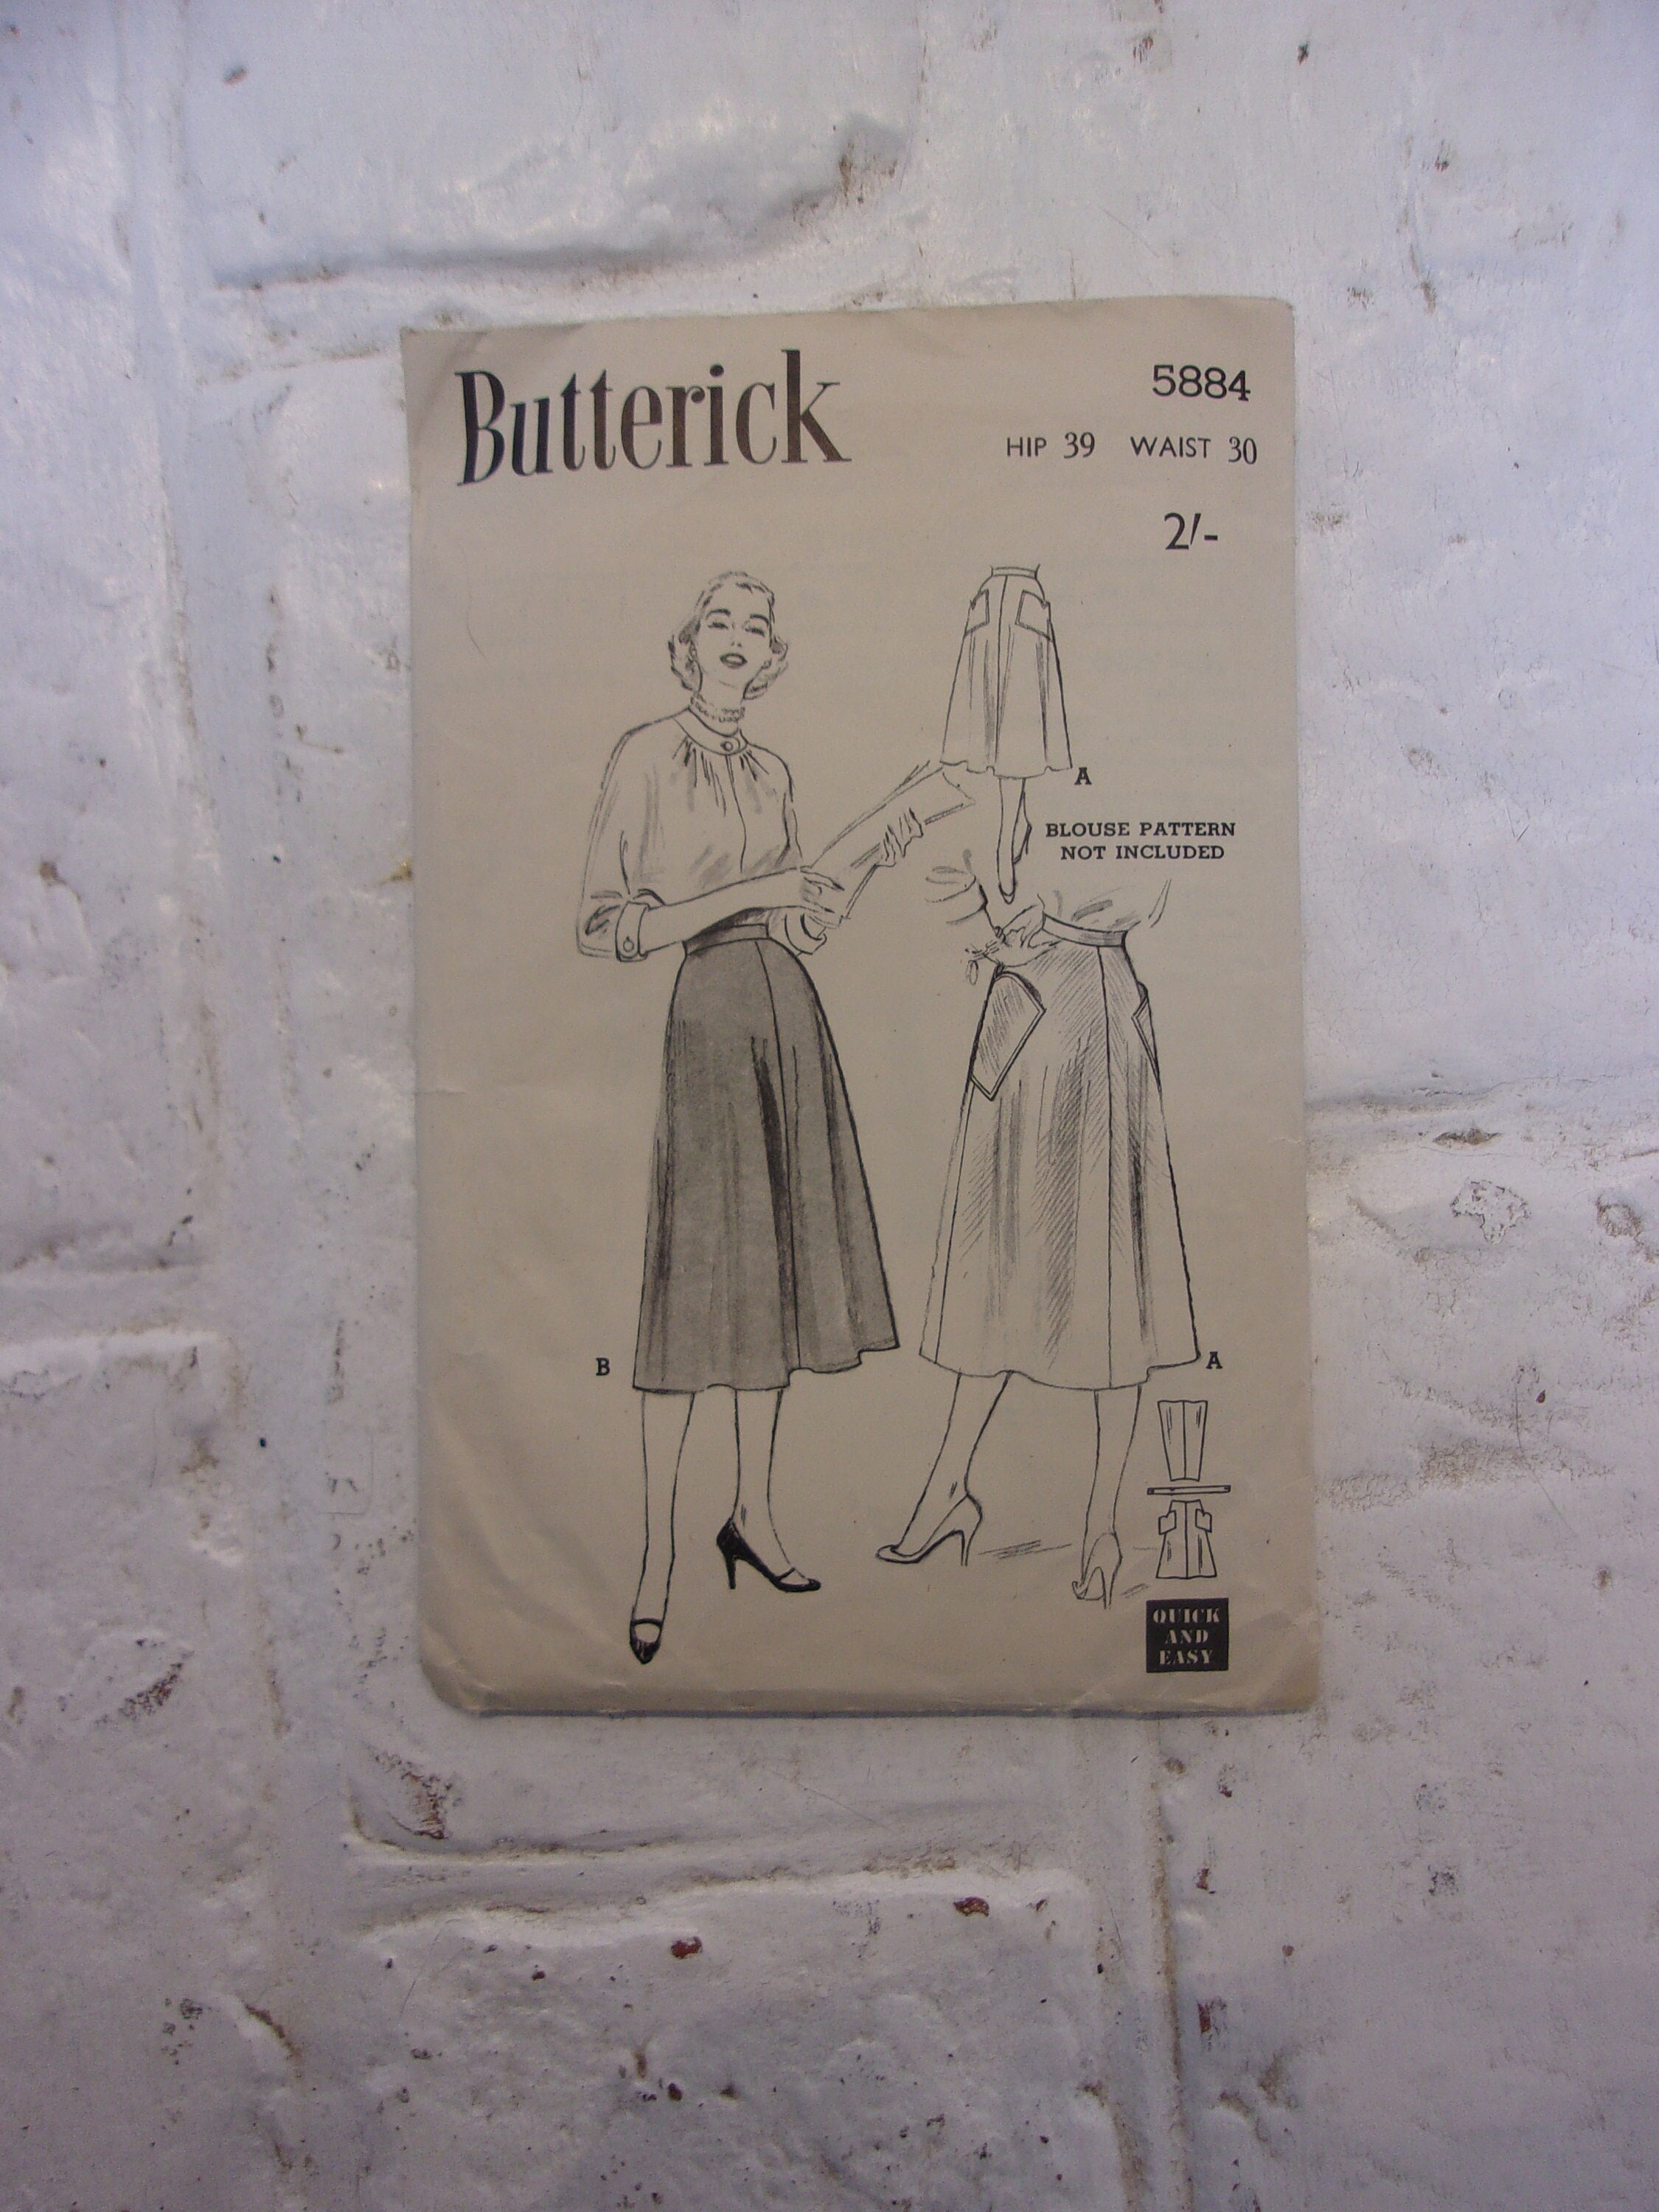 Butterick
5884
HIP 39 WAIST 30
2/-
A
BLOUSE PATTERN
NOT INCLUDED
B
A
QUICK
AND
EASY